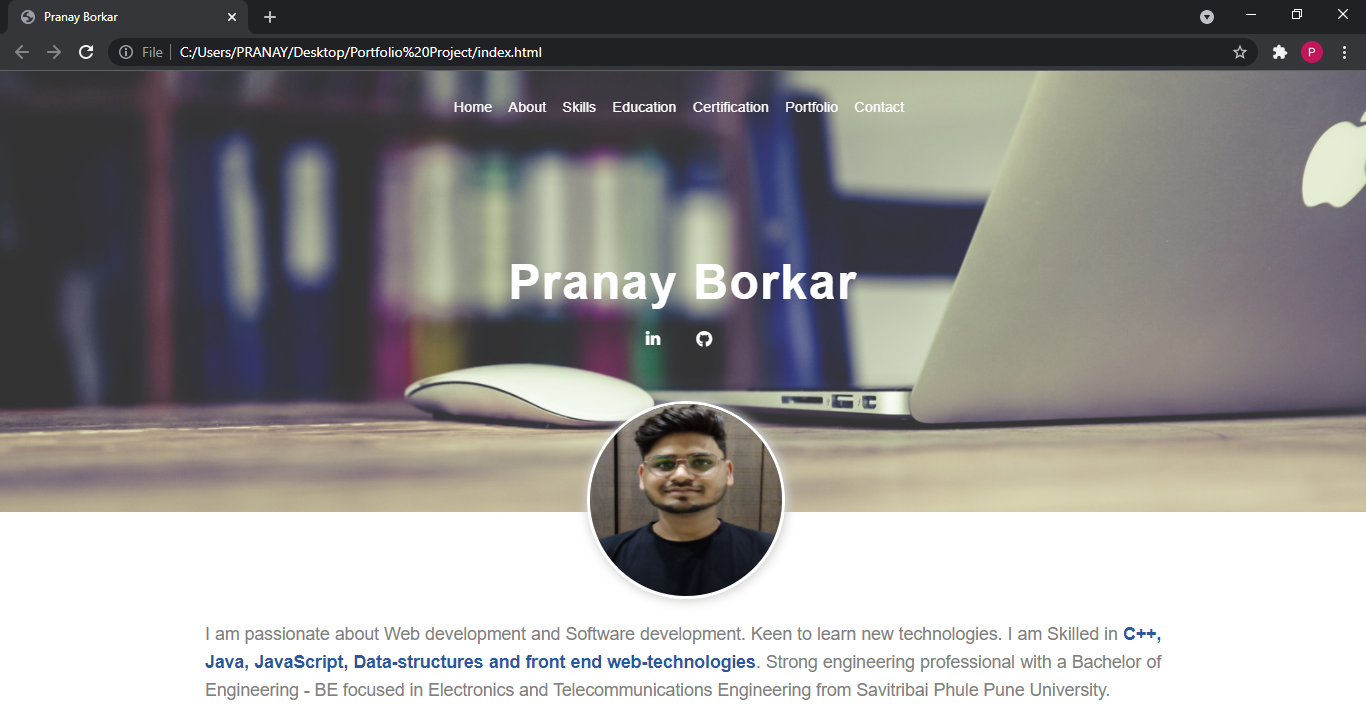 Pranay Borkar
File C:/Users/PRANAY/Desktop/Portfolio%20Project/index.html P
Home About Skills Education Certification Portfolio Contact
Pranay Borkar
in
I am passionate about Web development and Software development. Keen to learn new technologies. I am Skilled in C++,
Java, JavaScript, Data-structures and front end web-technologies. Strong engineering professional with a Bachelor of
Engineering - BE focused in Electronics and Telecommunications Engineering from Savitribai Phule Pune University.